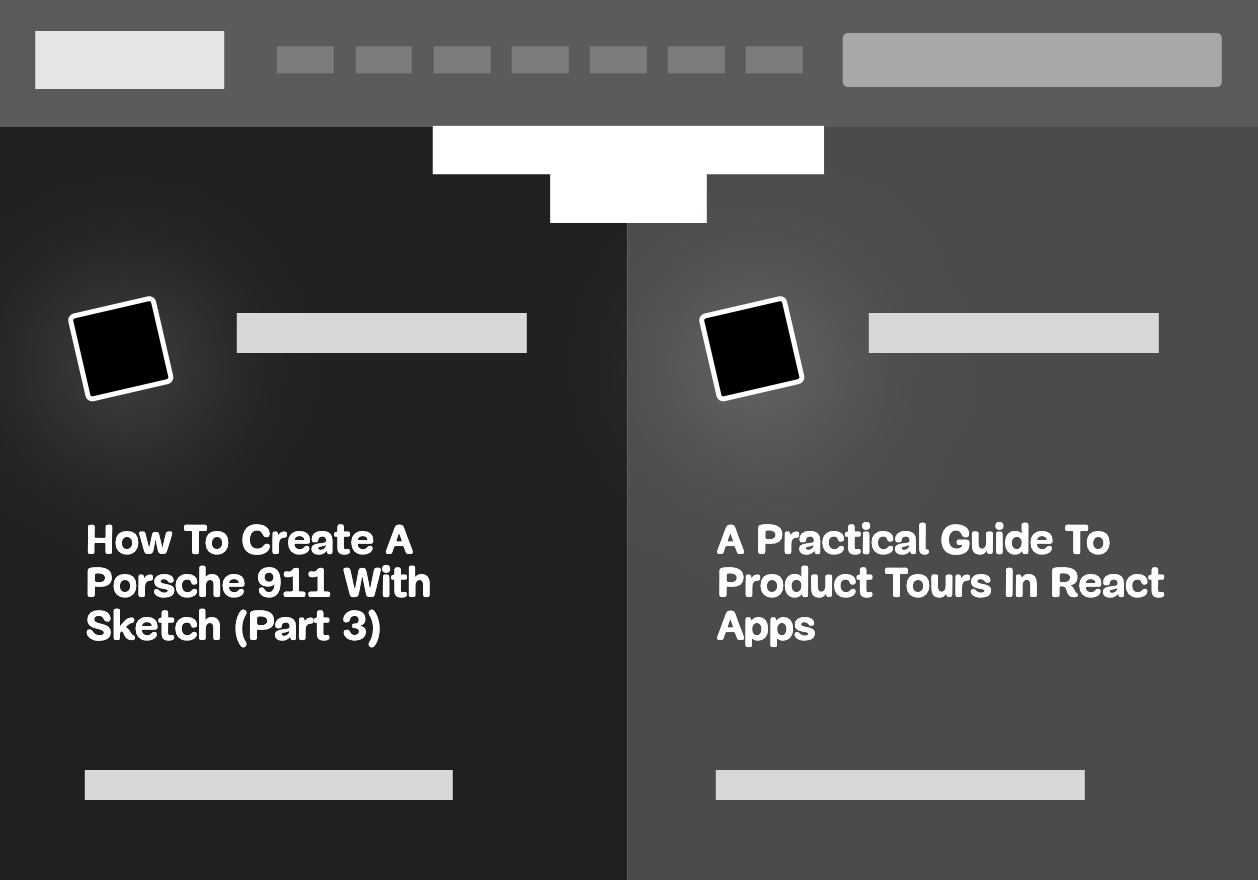 How To Create A
Porsche 911 With
Sketch (Part 3)
A Practical Guide To
Product Tours In React
Apps